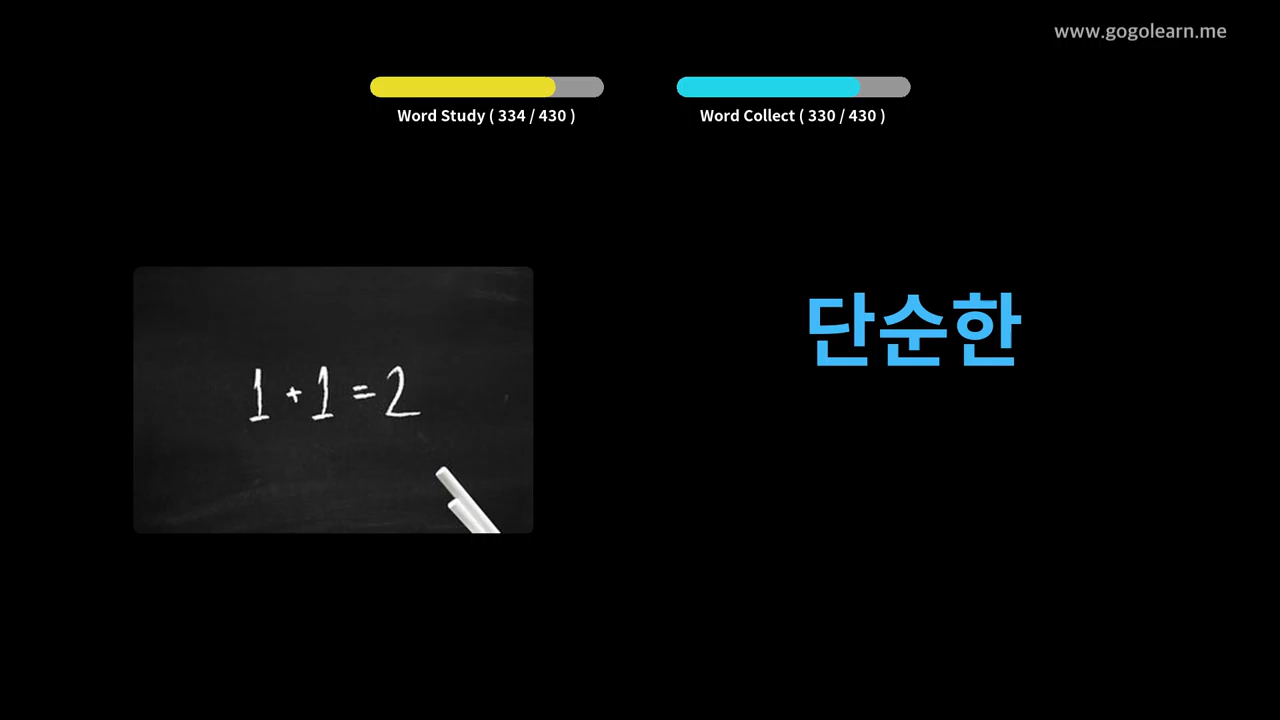 www.gogolearn.me
Word Study ( 334 / 430 )
Word Collect ( 330 / 430 )
단순한
1 + 1 = 2